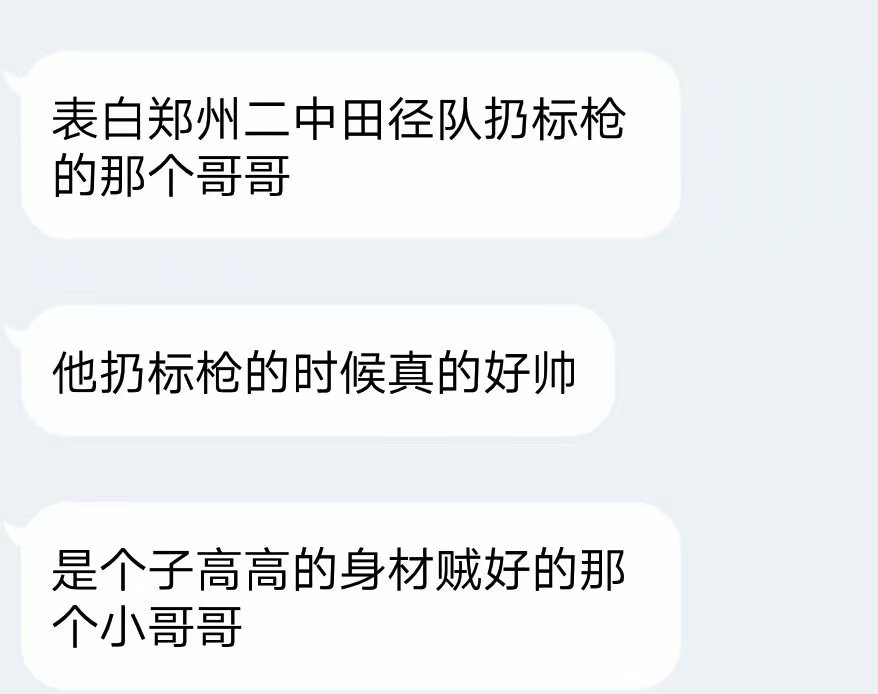 表白郑州二中田径队扔标枪
的那个哥哥
他扔标枪的时候真的好帅
是个子高高的身材贼好的那
个小哥哥